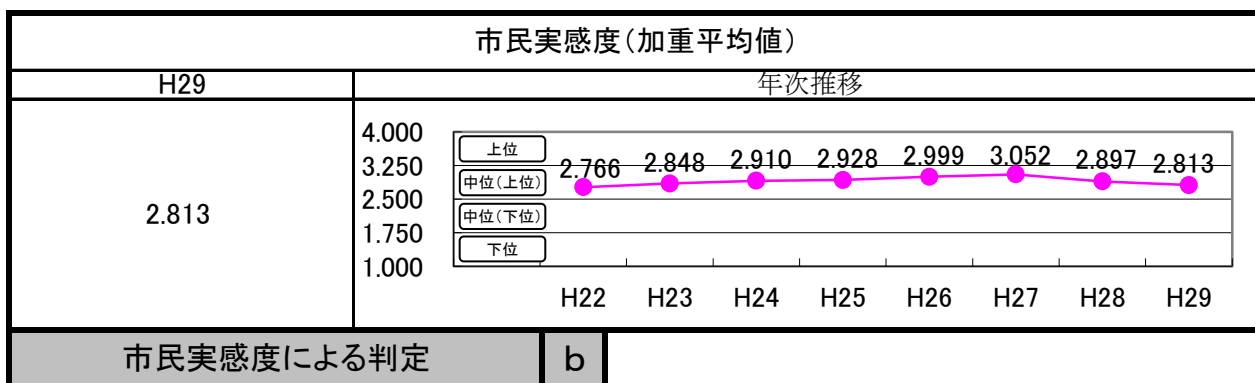 市民実感度(加重平均値)
H29 年次推移
2.813
4.000
3.250
2.500
1.750
1.000
上位
中位(上位)
中位(下位)
下位
2.766 2.848 2.910 2.928 2.999 3.052 2.897 2.813
H22 H23 H24 H25 H26 H27 H28 H29
市民実感度による判定 b